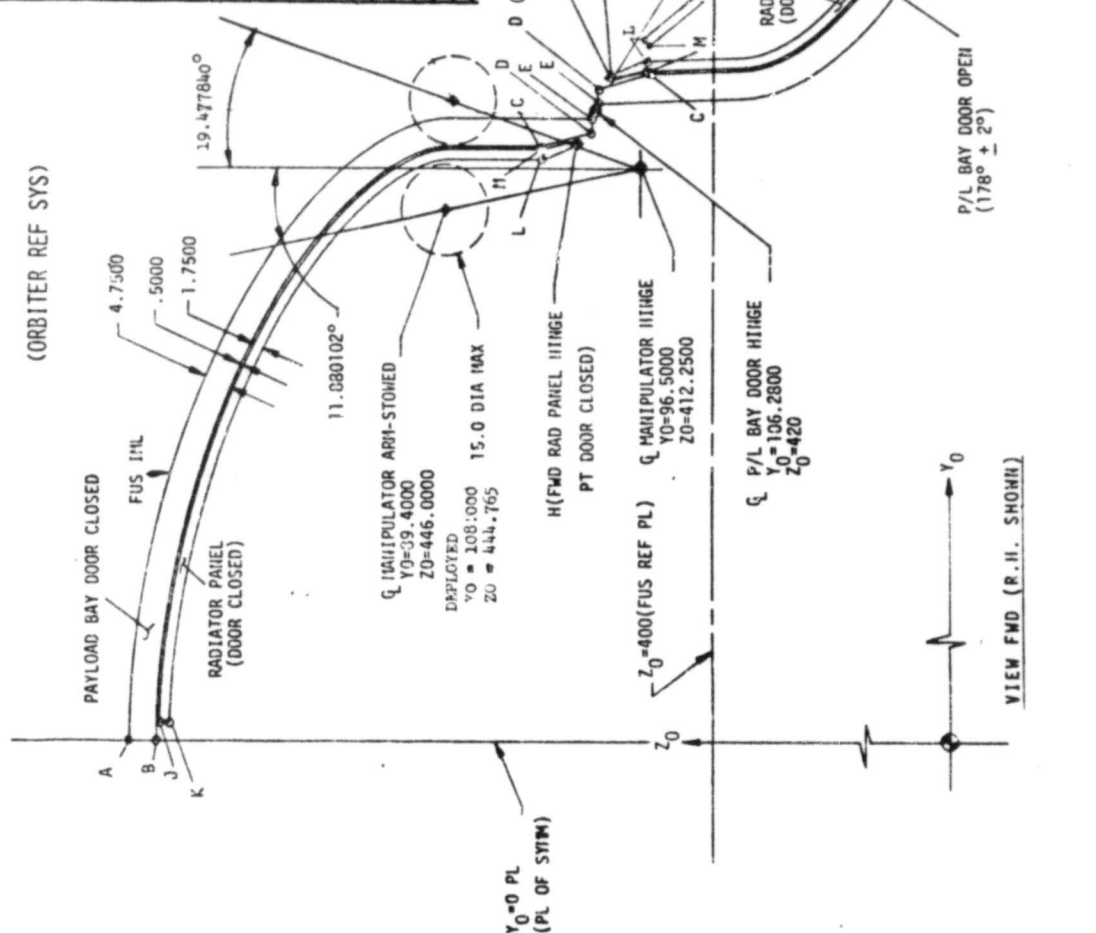 (ORBITER REF SYS)
19.477840°
4.7500
.5000
1.7500
PAYLOAD BAY DOOR CLOSED
FUS IML
RADIATOR PANEL
(DOOR CLOSED)
℄ MANIPULATOR ARM-STOWED
Y0=89.4000
Z0=446.0000
DEPLOYED
Y0 = 108.000
Z0 = 444.765
15.0 DIA MAX
H(FWD RAD PANEL HINGE
PT DOOR CLOSED)
℄ MANIPULATOR HINGE
Y0=96.5000
Z0=412.2500
Z0=400(FUS REF PL)
℄ P/L BAY DOOR HINGE
Y0=106.2800
Z0=420
P/L BAY DOOR OPEN
(178° ± 2°)
A
B
J
K
D
D
E
E
C
M
L
L
M
C
Z0
Y0
Y0=0 PL
(PL OF SYMM)
VIEW FWD (R.H. SHOWN)